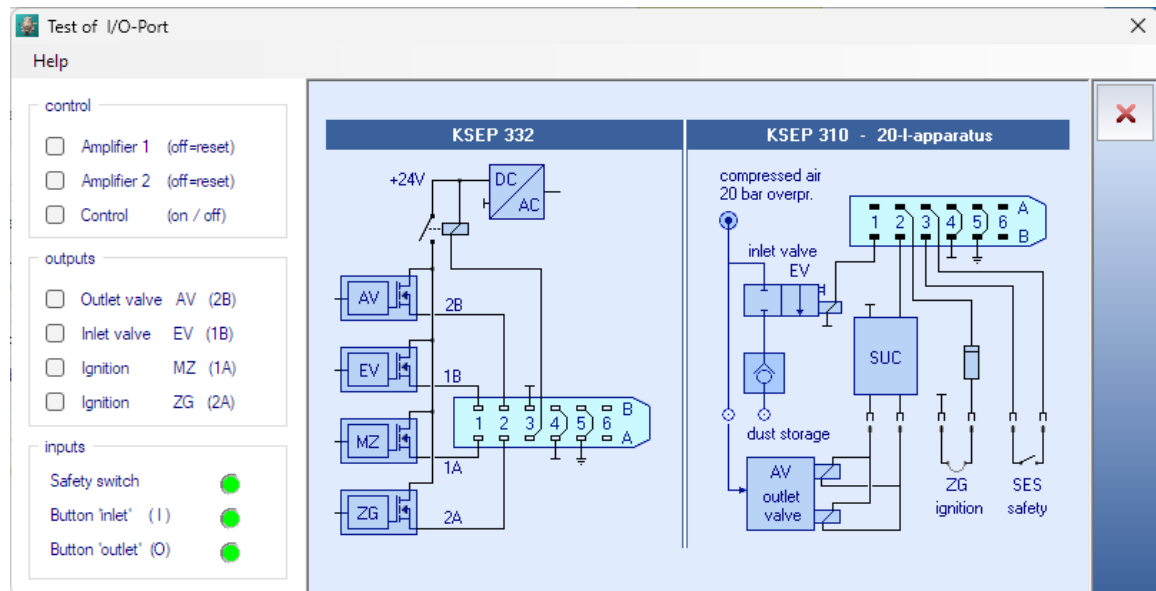 Test of I/O-Port
Help
control
Amplifier 1 (off=reset)
Amplifier 2 (off=reset)
Control (on / off)
outputs
Outlet valve AV (2B)
Inlet valve EV (1B)
Ignition MZ (1A)
Ignition ZG (2A)
inputs
Safety switch
Button 'inlet' ( I )
Button 'outlet' (O)
KSEP 332
+24V
DC
AC
AV
2B
EV
1B
1 2 3 4 5 6
B
A
MZ
1A
ZG
2A
KSEP 310 - 20-l-apparatus
compressed air
20 bar overpr.
1 2 3 4 5 6
A
B
inlet valve
EV
SUC
dust storage
AV
outlet
valve
ZG
ignition
SES
safety